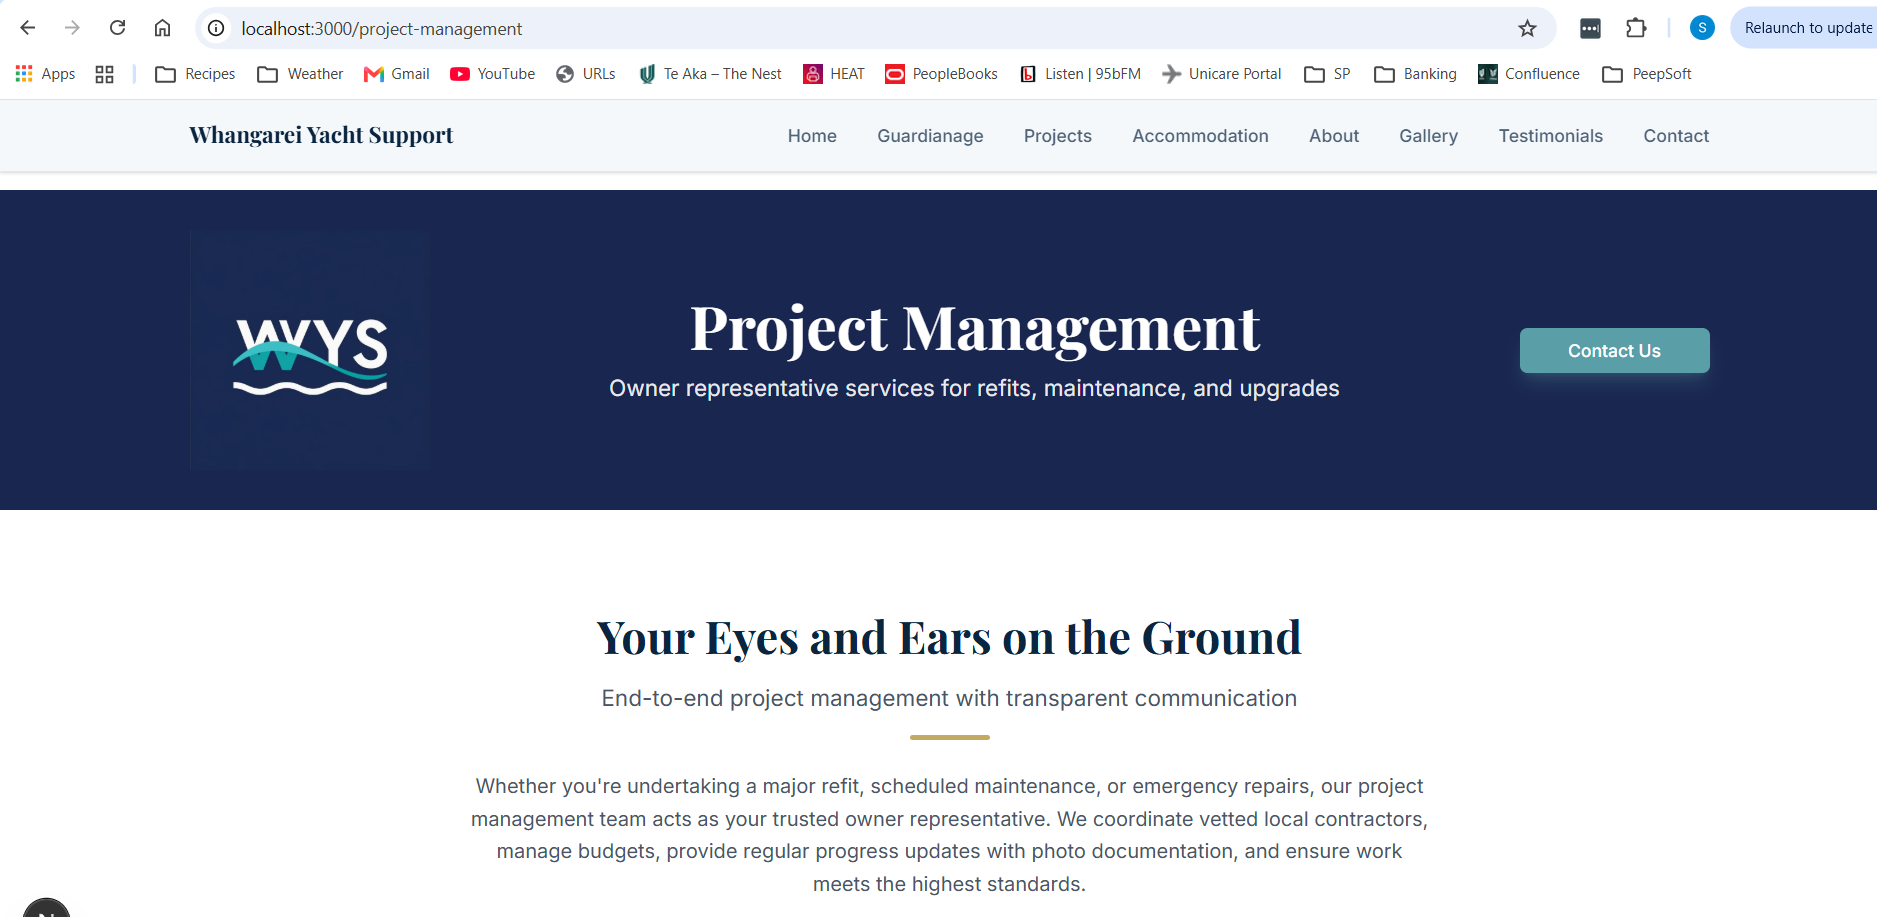 localhost:3000/project-management
S
Relaunch to update
Apps
Recipes
Weather
Gmail
YouTube
URLs
Te Aka – The Nest
HEAT
PeopleBooks
Listen | 95bFM
Unicare Portal
SP
Banking
Confluence
PeepSoft
Whangarei Yacht Support
Home
Guardianage
Projects
Accommodation
About
Gallery
Testimonials
Contact
WYS
Project Management
Owner representative services for refits, maintenance, and upgrades
Contact Us
Your Eyes and Ears on the Ground
End-to-end project management with transparent communication
Whether you're undertaking a major refit, scheduled maintenance, or emergency repairs, our project
management team acts as your trusted owner representative. We coordinate vetted local contractors,
manage budgets, provide regular progress updates with photo documentation, and ensure work
meets the highest standards.